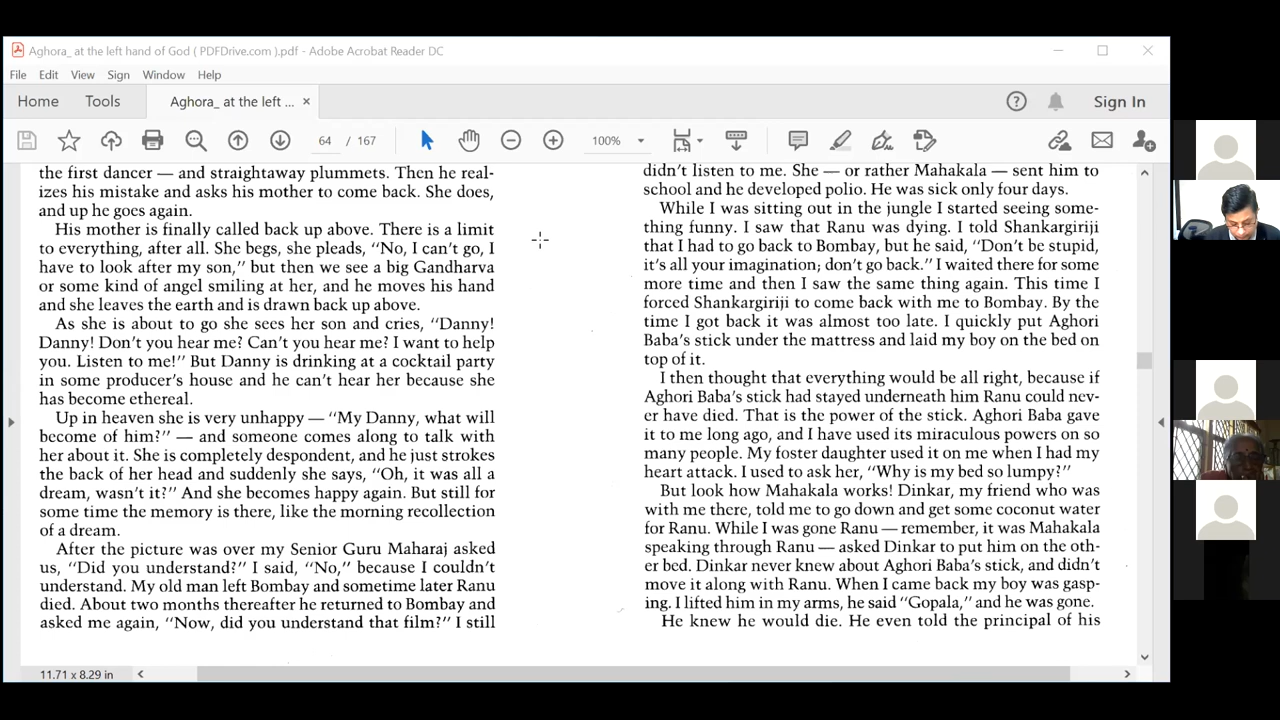 Aghora_ at the left hand of God ( PDFDrive.com ).pdf - Adobe Acrobat Reader DC
File Edit View Sign Window Help
Home Tools Aghora_ at the left ... × Sign In
64 / 167 100%
the first dancer — and straightaway plummets. Then he real-
izes his mistake and asks his mother to come back. She does,
and up he goes again.
His mother is finally called back up above. There is a limit
to everything, after all. She begs, she pleads, “No, I can’t go, I
have to look after my son,” but then we see a big Gandharva
or some kind of angel smiling at her, and he moves his hand
and she leaves the earth and is drawn back up above.
As she is about to go she sees her son and cries, “Danny!
Danny! Don’t you hear me? Can’t you hear me? I want to help
you. Listen to me!” But Danny is drinking at a cocktail party
in some producer’s house and he can’t hear her because she
has become ethereal.
Up in heaven she is very unhappy — “My Danny, what will
become of him?” — and someone comes along to talk with
her about it. She is completely despondent, and he just strokes
the back of her head and suddenly she says, “Oh, it was all a
dream, wasn’t it?” And she becomes happy again. But still for
some time the memory is there, like the morning recollection
of a dream.
After the picture was over my Senior Guru Maharaj asked
us, “Did you understand?” I said, “No,” because I couldn’t
understand. My old man left Bombay and sometime later Ranu
died. About two months thereafter he returned to Bombay and
asked me again, “Now, did you understand that film?” I still
didn’t listen to me. She — or rather Mahakala — sent him to
school and he developed polio. He was sick only four days.
While I was sitting out in the jungle I started seeing some-
thing funny. I saw that Ranu was dying. I told Shankargiriji
that I had to go back to Bombay, but he said, “Don’t be stupid,
it’s all your imagination; don’t go back.” I waited there for some
more time and then I saw the same thing again. This time I
forced Shankargiriji to come back with me to Bombay. By the
time I got back it was almost too late. I quickly put Aghori
Baba’s stick under the mattress and laid my boy on the bed on
top of it.
I then thought that everything would be all right, because if
Aghori Baba’s stick had stayed underneath him Ranu could nev-
er have died. That is the power of the stick. Aghori Baba gave
it to me long ago, and I have used its miraculous powers on so
many people. My foster daughter used it on me when I had my
heart attack. I used to ask her, “Why is my bed so lumpy?”
But look how Mahakala works! Dinkar, my friend who was
with me there, told me to go down and get some coconut water
for Ranu. While I was gone Ranu — remember, it was Mahakala
speaking through Ranu — asked Dinkar to put him on the oth-
er bed. Dinkar never knew about Aghori Baba’s stick, and didn’t
move it along with Ranu. When I came back my boy was gasp-
ing. I lifted him in my arms, he said “Gopala,” and he was gone.
He knew he would die. He even told the principal of his
11.71 x 8.29 in